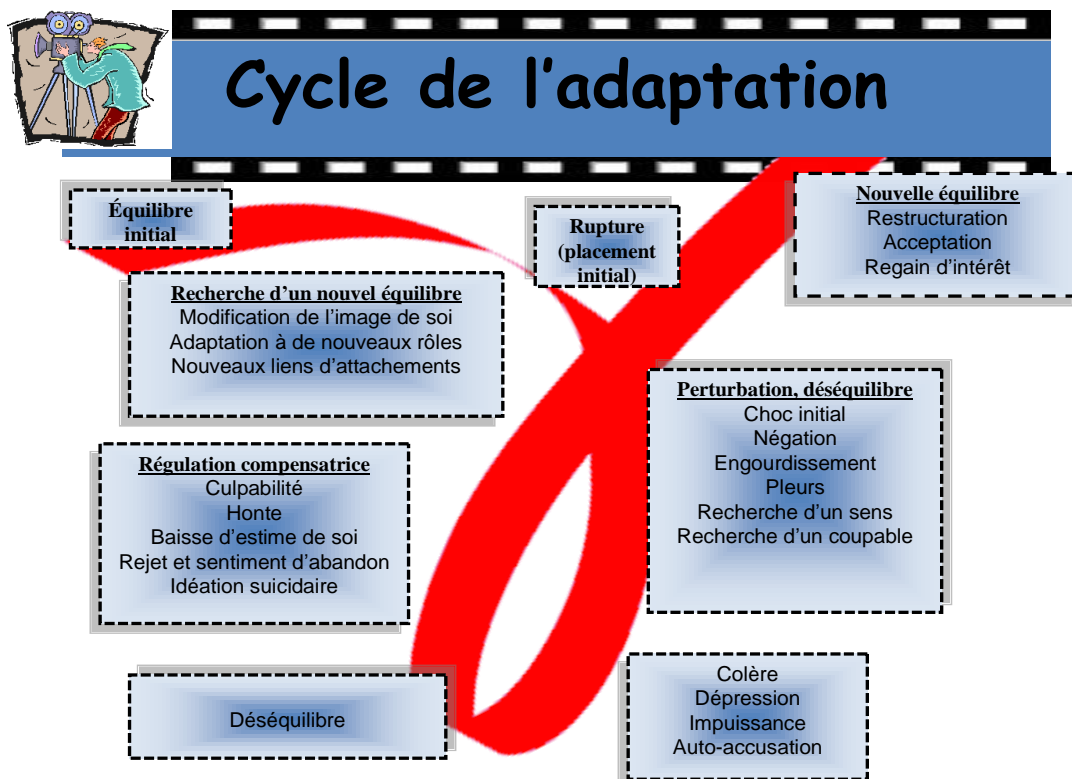 Cycle de l'adaptation
Équilibre
initial
Rupture
(placement
initial)
Nouvelle équilibre
Restructuration
Acceptation
Regain d'intérêt
Recherche d'un nouvel équilibre
Modification de l'image de soi
Adaptation à de nouveaux rôles
Nouveaux liens d'attachements
Perturbation, déséquilibre
Choc initial
Négation
Engourdissement
Pleurs
Recherche d'un sens
Recherche d'un coupable
Régulation compensatrice
Culpabilité
Honte
Baisse d'estime de soi
Rejet et sentiment d'abandon
Idéation suicidaire
Déséquilibre
Colère
Dépression
Impuissance
Auto-accusation